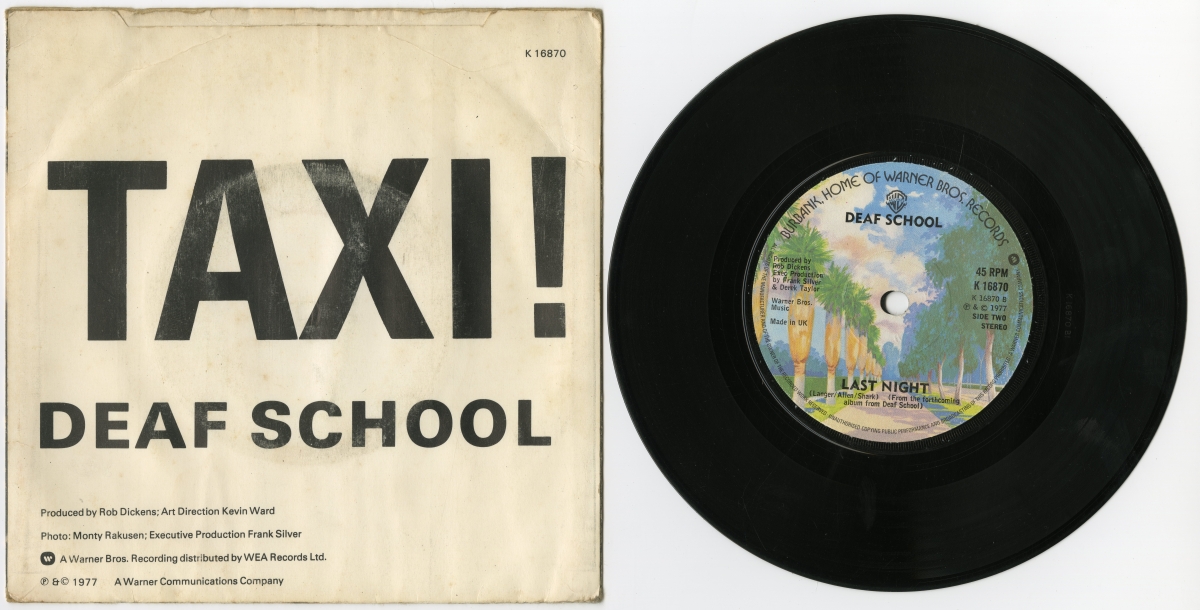 K 16870
TAXI!
DEAF SCHOOL
Produced by Rob Dickens; Art Direction Kevin Ward
Photo: Monty Rakusen; Executive Production Frank Silver
A Warner Bros. Recording distributed by WEA Records Ltd.
℗ & © 1977 A Warner Communications Company
BURBANK, HOME OF WARNER BROS. RECORDS
DEAF SCHOOL
Produced by
Rob Dickens
Exec Production
by Frank Silver
& Derek Taylor
Warner Bros.
Music
Made in UK
45 RPM
K 16870
K 16870 B
℗ & © 1977
SIDE TWO
STEREO
LAST NIGHT
(Langer/Allen/Shark) (From the forthcoming
album from Deaf School)